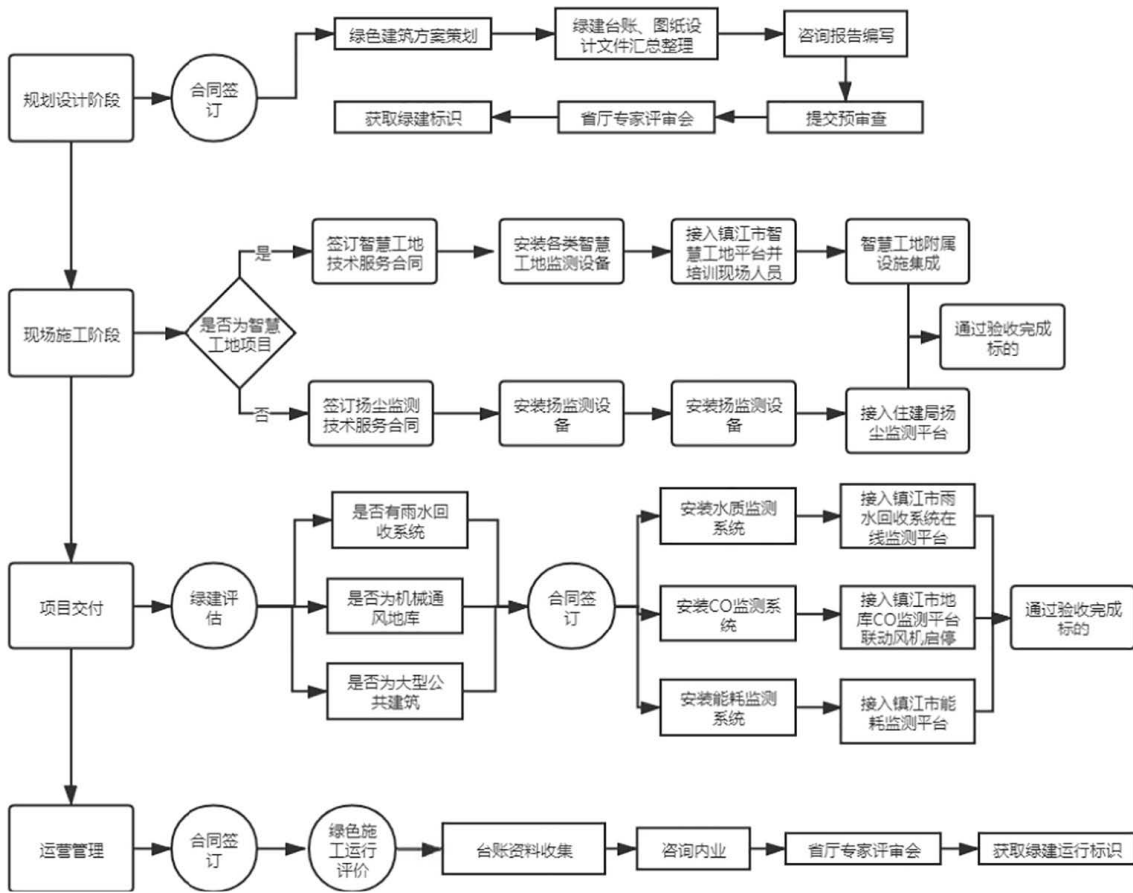 绿色建筑方案策划
绿建台账、图纸设
计文件汇总整理
咨询报告编写
规划设计阶段
合同签
订
获取绿建标识
省厅专家评审会
提交预审查
是
签订智慧工地
技术服务合同
安装各类智慧
工地监测设备
接入镇江市智
慧工地平台并
培训现场人员
智慧工地附属
设施集成
现场施工阶段
是否为智慧
工地项目
通过验收完成
标的
否
签订扬尘监测
技术服务合同
安装扬监测设
备
安装扬监测设
备
接入住建局扬
尘监测平台
是否有雨水回
收系统
安装水质监测
系统
接入镇江市雨
水回收系统在
线监测平台
项目交付
绿建评
估
是否为机械通
风地库
合同签
订
安装CO监测系
统
接入镇江市地
库CO监测平台
联动风机启停
通过验收完成
标的
是否为大型公
共建筑
安装能耗监测
系统
接入镇江市能
耗监测平台
运营管理
合同签
订
绿色施
工运行
评价
台账资料收集
咨询内业
省厅专家评审会
获取绿建运行标识